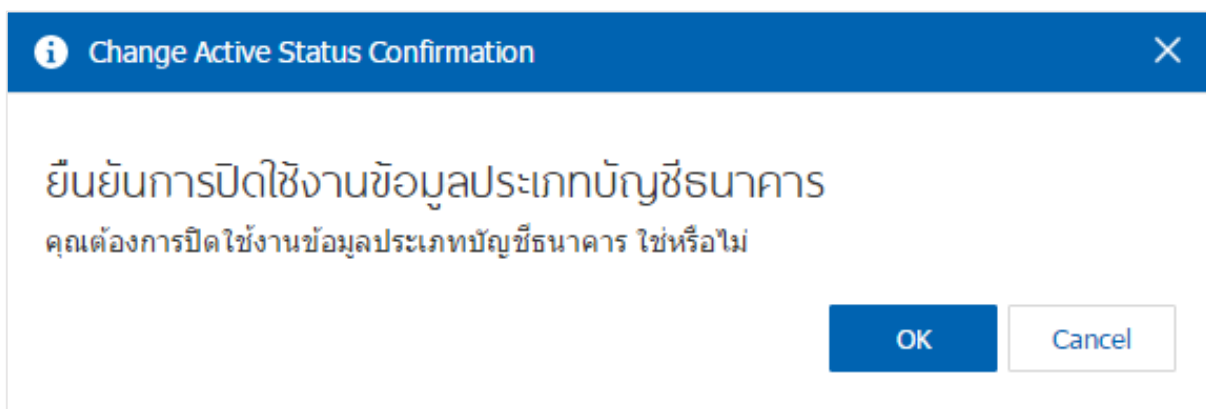 Change Active Status Confirmation
ยืนยันการปิดใช้งานข้อมูลประเภทบัญชีธนาคาร
คุณต้องการปิดใช้งานข้อมูลประเภทบัญชีธนาคาร ใช่หรือไม่
OK Cancel